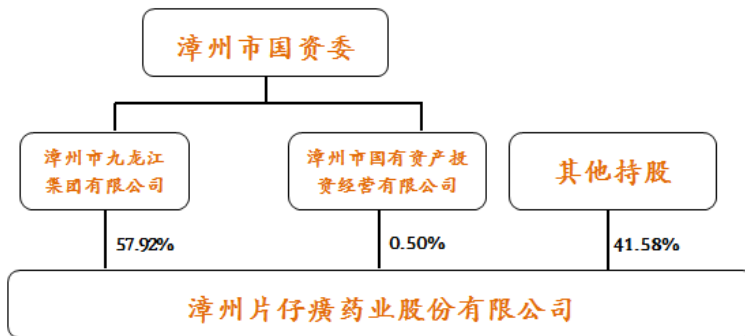 漳州市国资委
漳州市九龙江
集团有限公司
漳州市国有资产投
资经营有限公司
其他持股
57.92%
0.50%
41.58%
漳州片仔癀药业股份有限公司